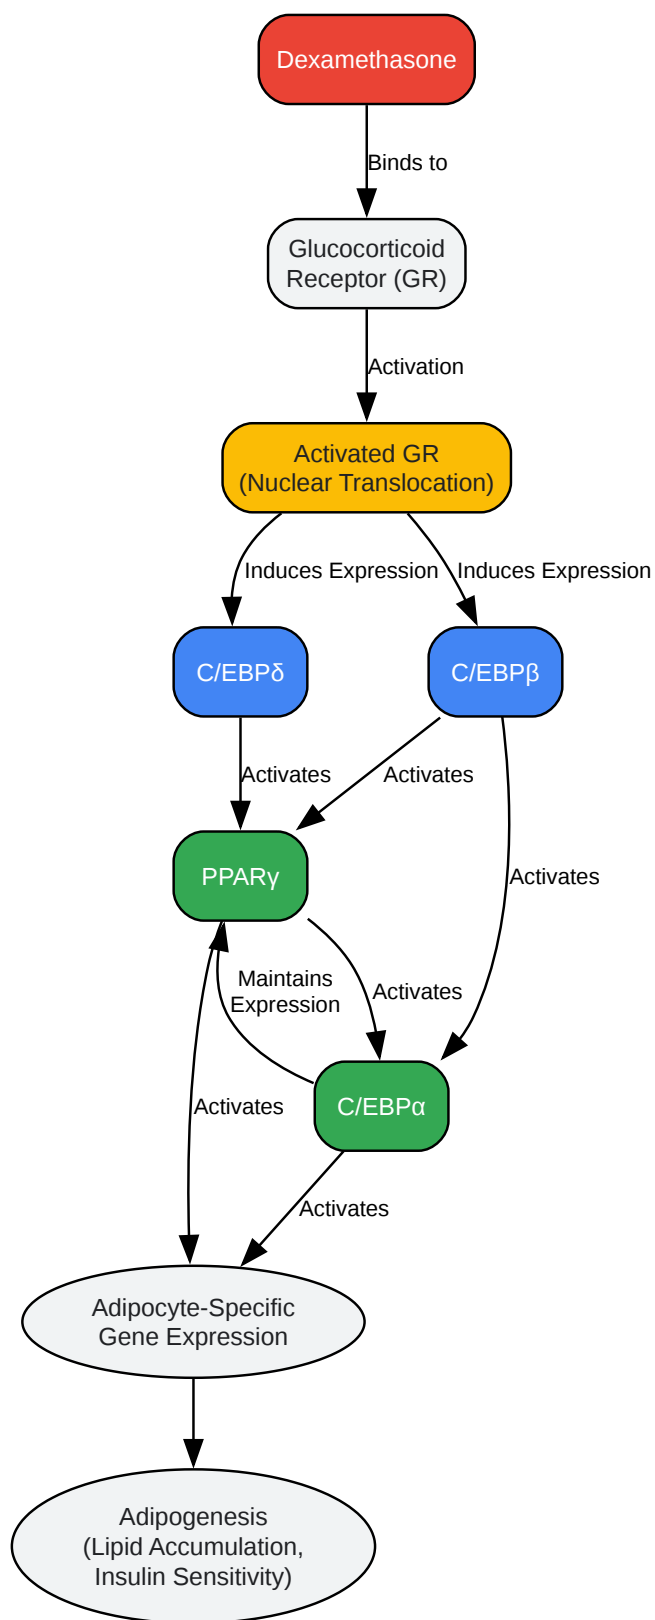 Dexamethasone
Binds to
Glucocorticoid
Receptor (GR)
Activation
Activated GR
(Nuclear Translocation)
Induces Expression
Induces Expression
C/EBPδ
C/EBPβ
Activates
Activates
PPARγ
Activates
Maintains
Expression
Activates
C/EBPα
Activates
Activates
Adipocyte-Specific
Gene Expression
Adipogenesis
(Lipid Accumulation,
Insulin Sensitivity)